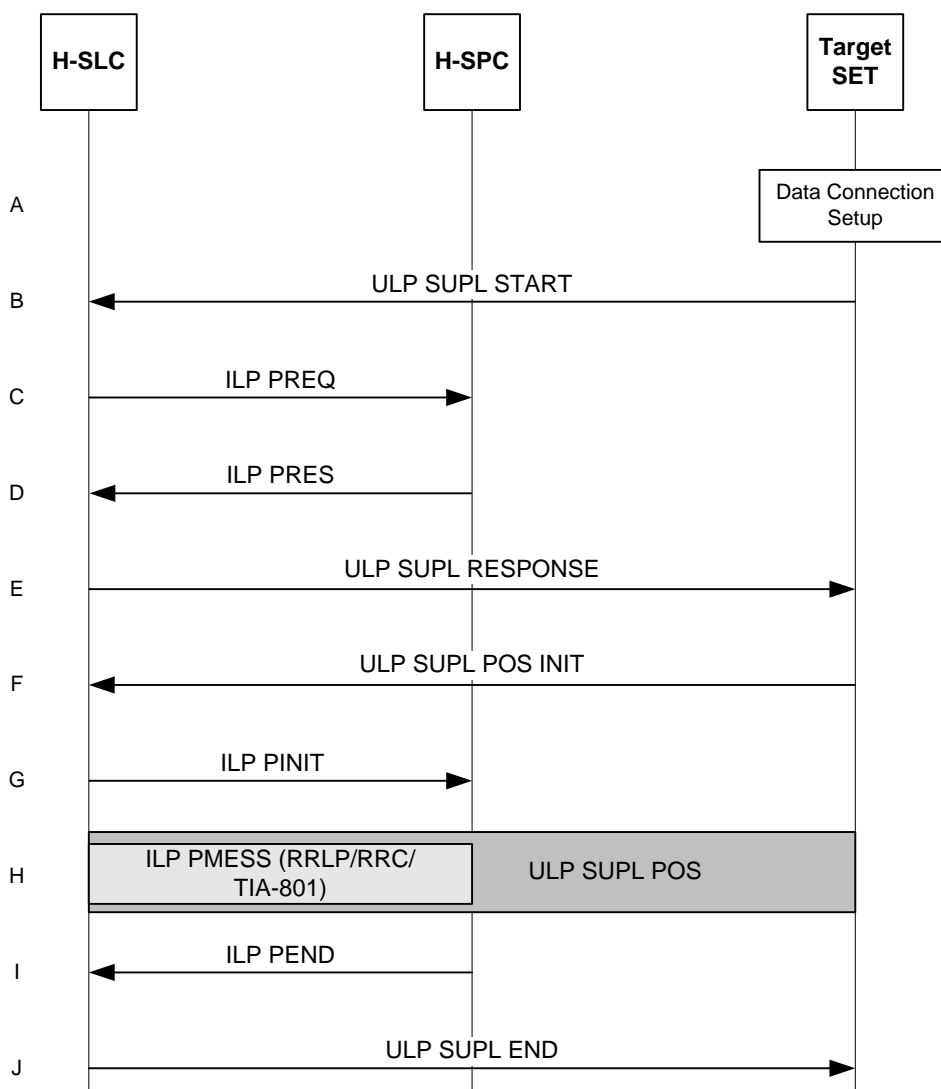 H-SLC
H-SPC
Target
SET
A
Data Connection
Setup
B
ULP SUPL START
C
ILP PREQ
D
ILP PRES
E
ULP SUPL RESPONSE
F
ULP SUPL POS INIT
G
ILP PINIT
H
ILP PMESS (RRLP/RRC/
TIA-801)
ULP SUPL POS
I
ILP PEND
J
ULP SUPL END